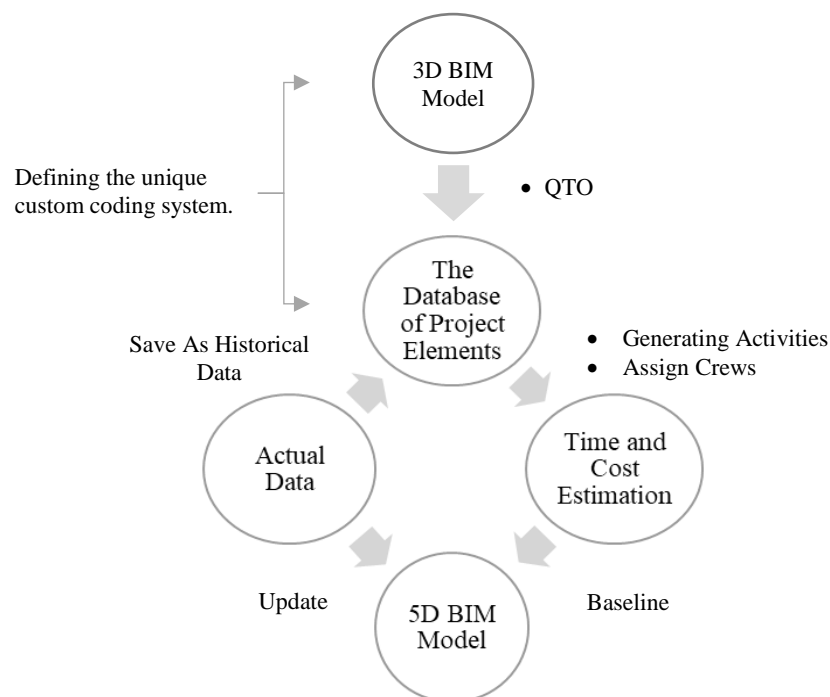 3D BIM
Model
Defining the unique
custom coding system.
• QTO
The
Database
of Project
Elements
Save As Historical
Data
• Generating Activities
• Assign Crews
Actual
Data
Time and
Cost
Estimation
Update
5D BIM
Model
Baseline